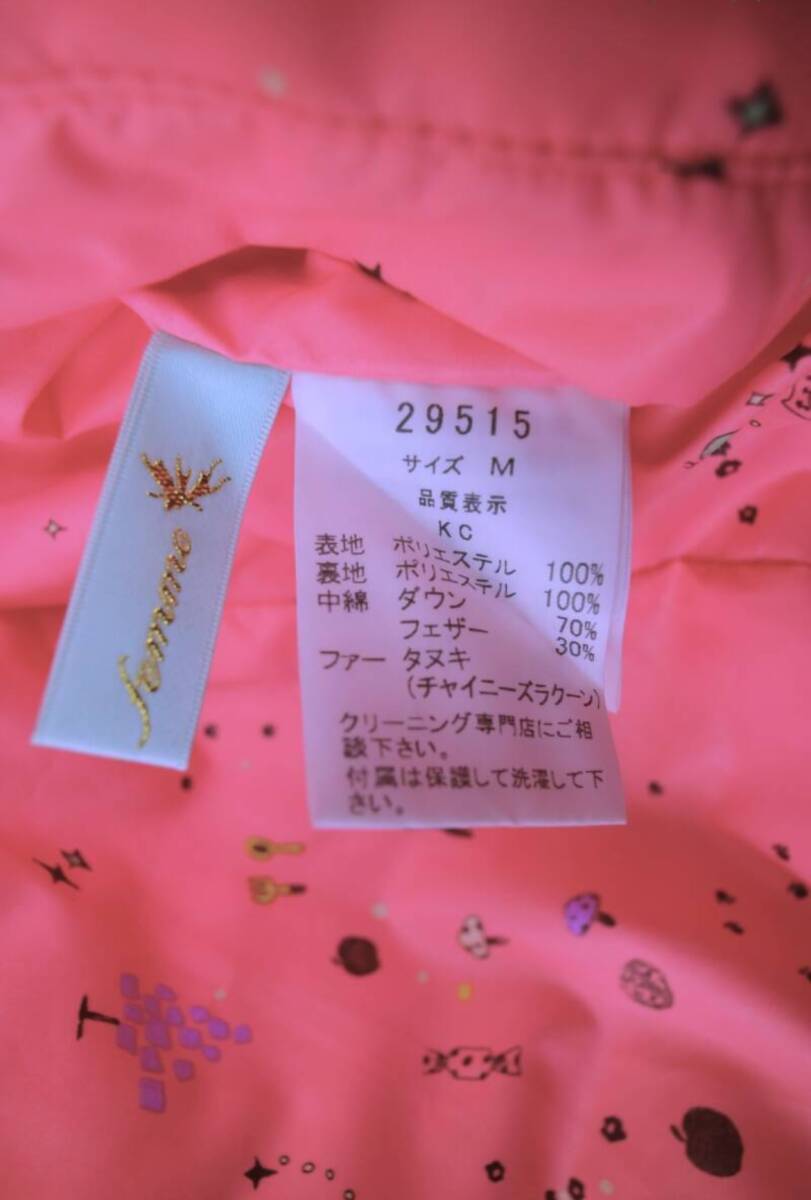 29515
サイズ M
品質表示
KC
表地 ポリエステル 100%
裏地 ポリエステル 100%
中綿 ダウン 70%
フェザー 30%
ファー タヌキ
(チャイニーズラクーン)
クリーニング専門店にご相
談下さい。
付属は保護して洗濯して下
さい。